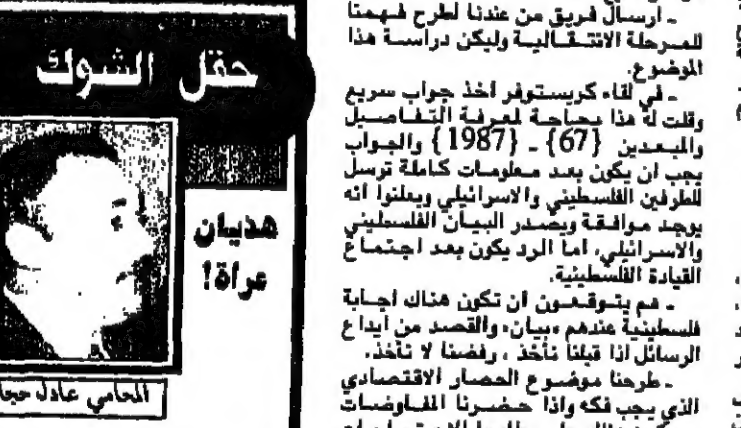 ـ ارسال فريق من عندنا لطرح فهمنا
للمرحلة الانتقالية وليكن دراسة هذا
الموضوع.
ـ في لقاء كريستوفر اخذ جواب سريع
وقلت له هذا بحاجة لمعرفة التفاصيل
والمبعدين {67} ـ {1987} والجواب
يجب ان يكون بعد معلومات كاملة ترسل
للطرفين الفلسطيني والاسرائيلي ويعلنوا انه
يوجد موافقة ويصدر البيان الفلسطيني
والاسرائيلي، اما الرد يكون بعد اجتماع
القيادة الفلسطينية.
ـ هم يتوقعون ان تكون هناك اجابة
فلسطينية عندهم «بيان» والقصد من ايداع
الرسائل اذا قبلنا نأخذ ، رفضنا لا نأخذ.
ـ طرحنا موضوع الحصار الاقتصادي
الذي يجب فكه واذا حضرنا المفاوضات
حقل الشوك
هذيان
عراة!
المحامي عادل حجا